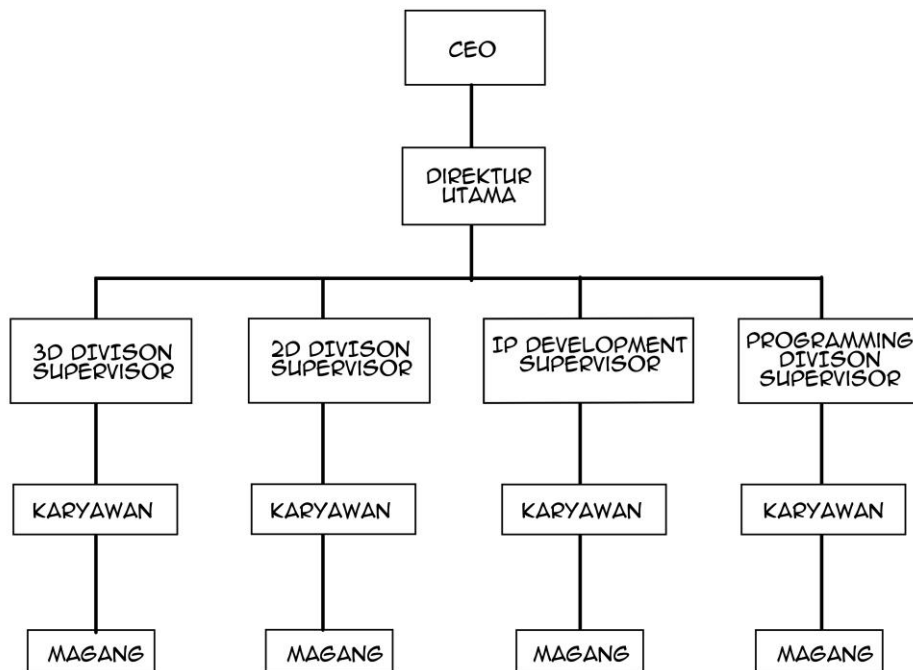 CEO
DIREKTUR
UTAMA
3D DIVISON
SUPERVISOR
2D DIVISON
SUPERVISOR
IP DEVELOPMENT
SUPERVISOR
PROGRAMMING
DIVISON
SUPERVISOR
KARYAWAN
KARYAWAN
KARYAWAN
KARYAWAN
MAGANG
MAGANG
MAGANG
MAGANG